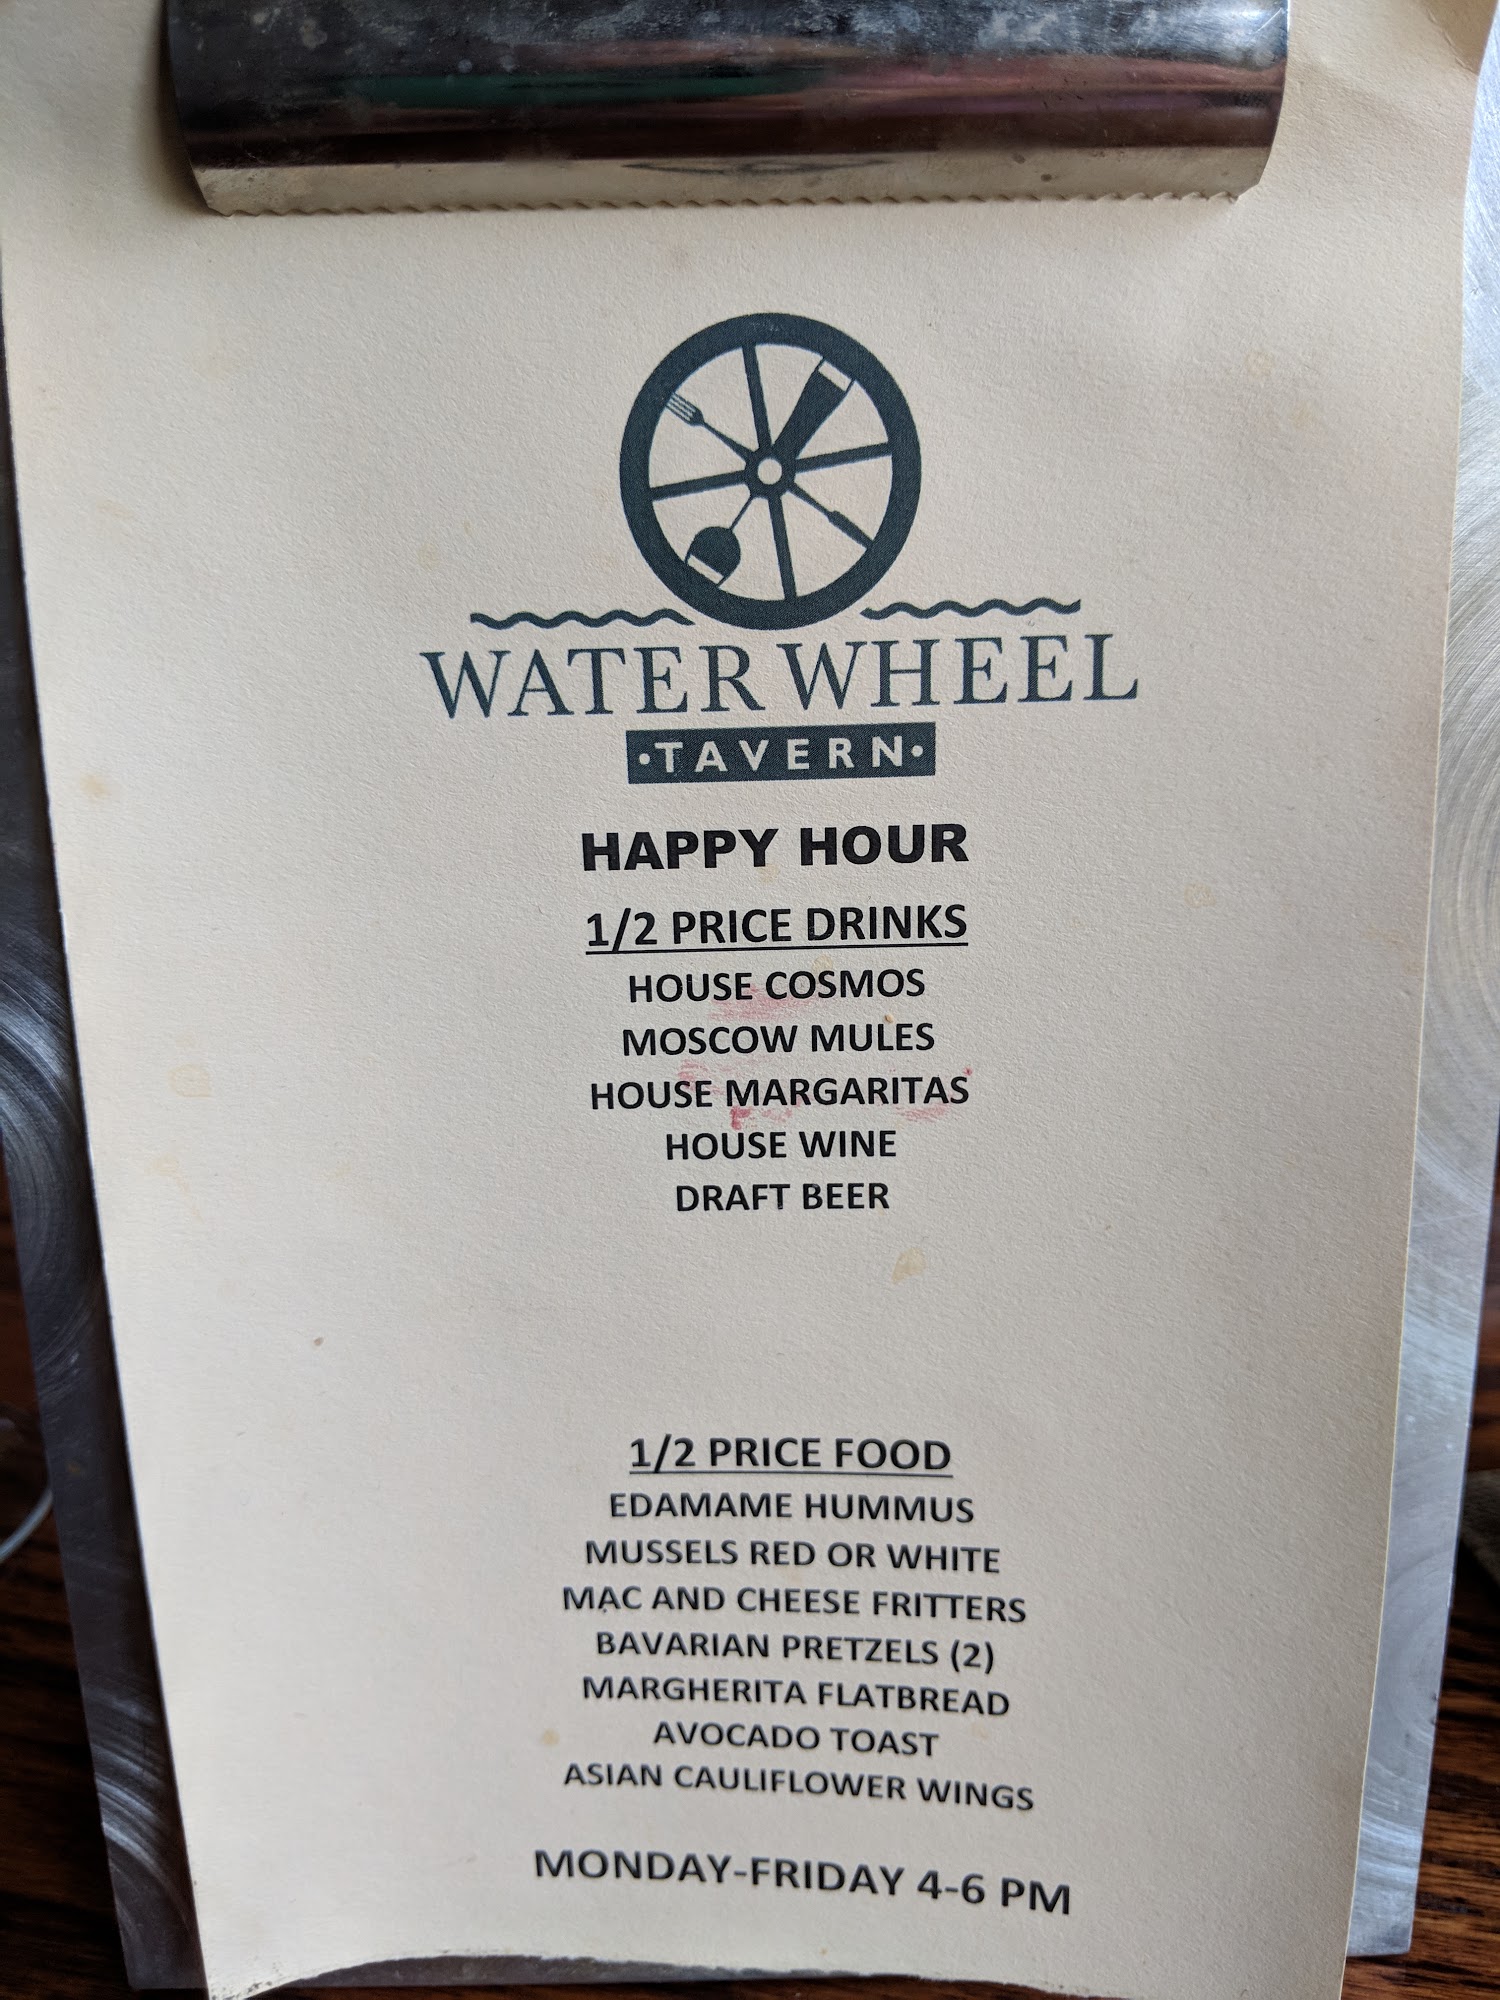 WATER WHEEL
·TAVERN·
HAPPY HOUR
1/2 PRICE DRINKS
HOUSE COSMOS
MOSCOW MULES
HOUSE MARGARITAS
HOUSE WINE
DRAFT BEER
1/2 PRICE FOOD
EDAMAME HUMMUS
MUSSELS RED OR WHITE
MAC AND CHEESE FRITTERS
BAVARIAN PRETZELS (2)
MARGHERITA FLATBREAD
AVOCADO TOAST
ASIAN CAULIFLOWER WINGS
MONDAY-FRIDAY 4-6 PM